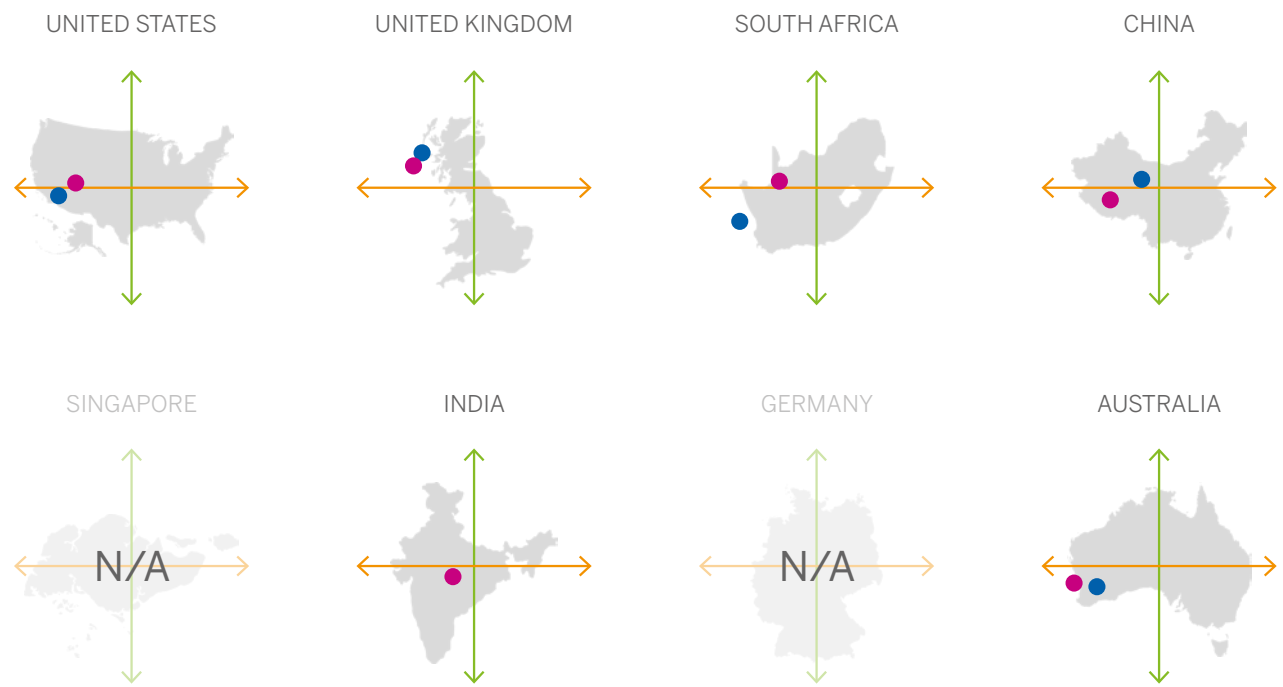 UNITED STATES
UNITED KINGDOM
SOUTH AFRICA
CHINA
SINGAPORE
INDIA
GERMANY
AUSTRALIA
N/A
N/A